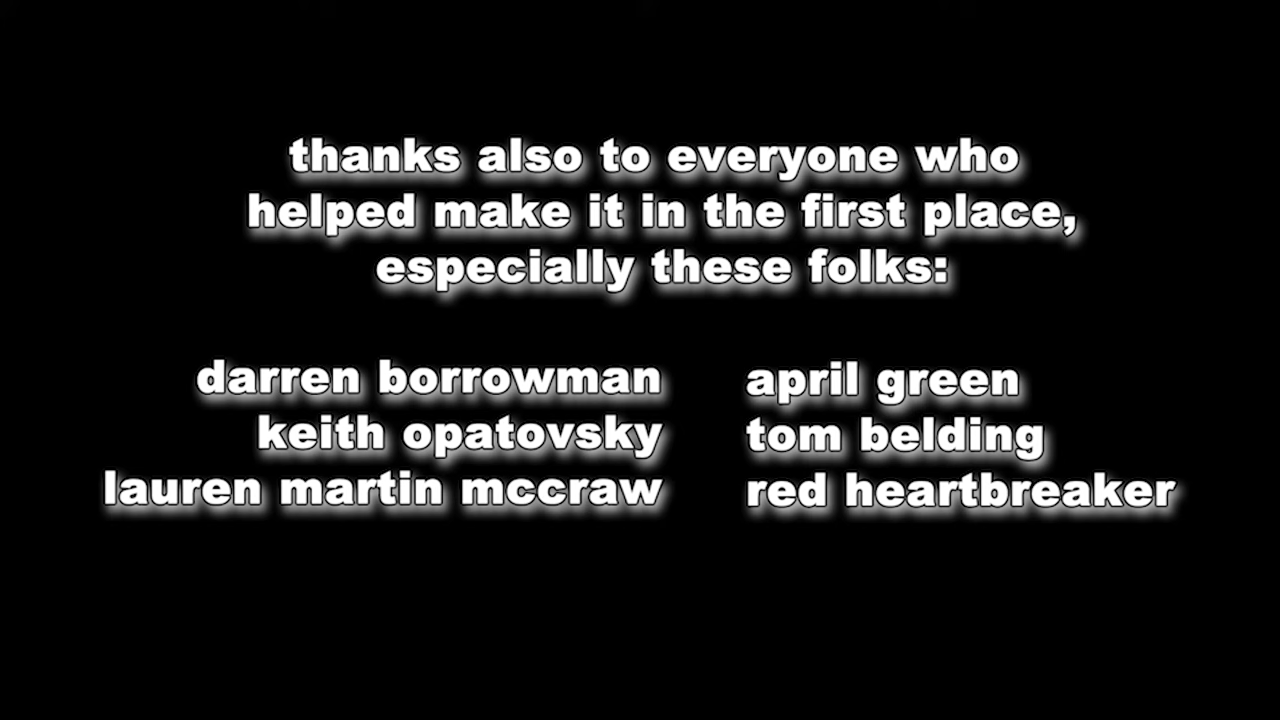 thanks also to everyone who
helped make it in the first place,
especially these folks:
darren borrowman
keith opatovsky
lauren martin mccraw
april green
tom belding
red heartbreaker